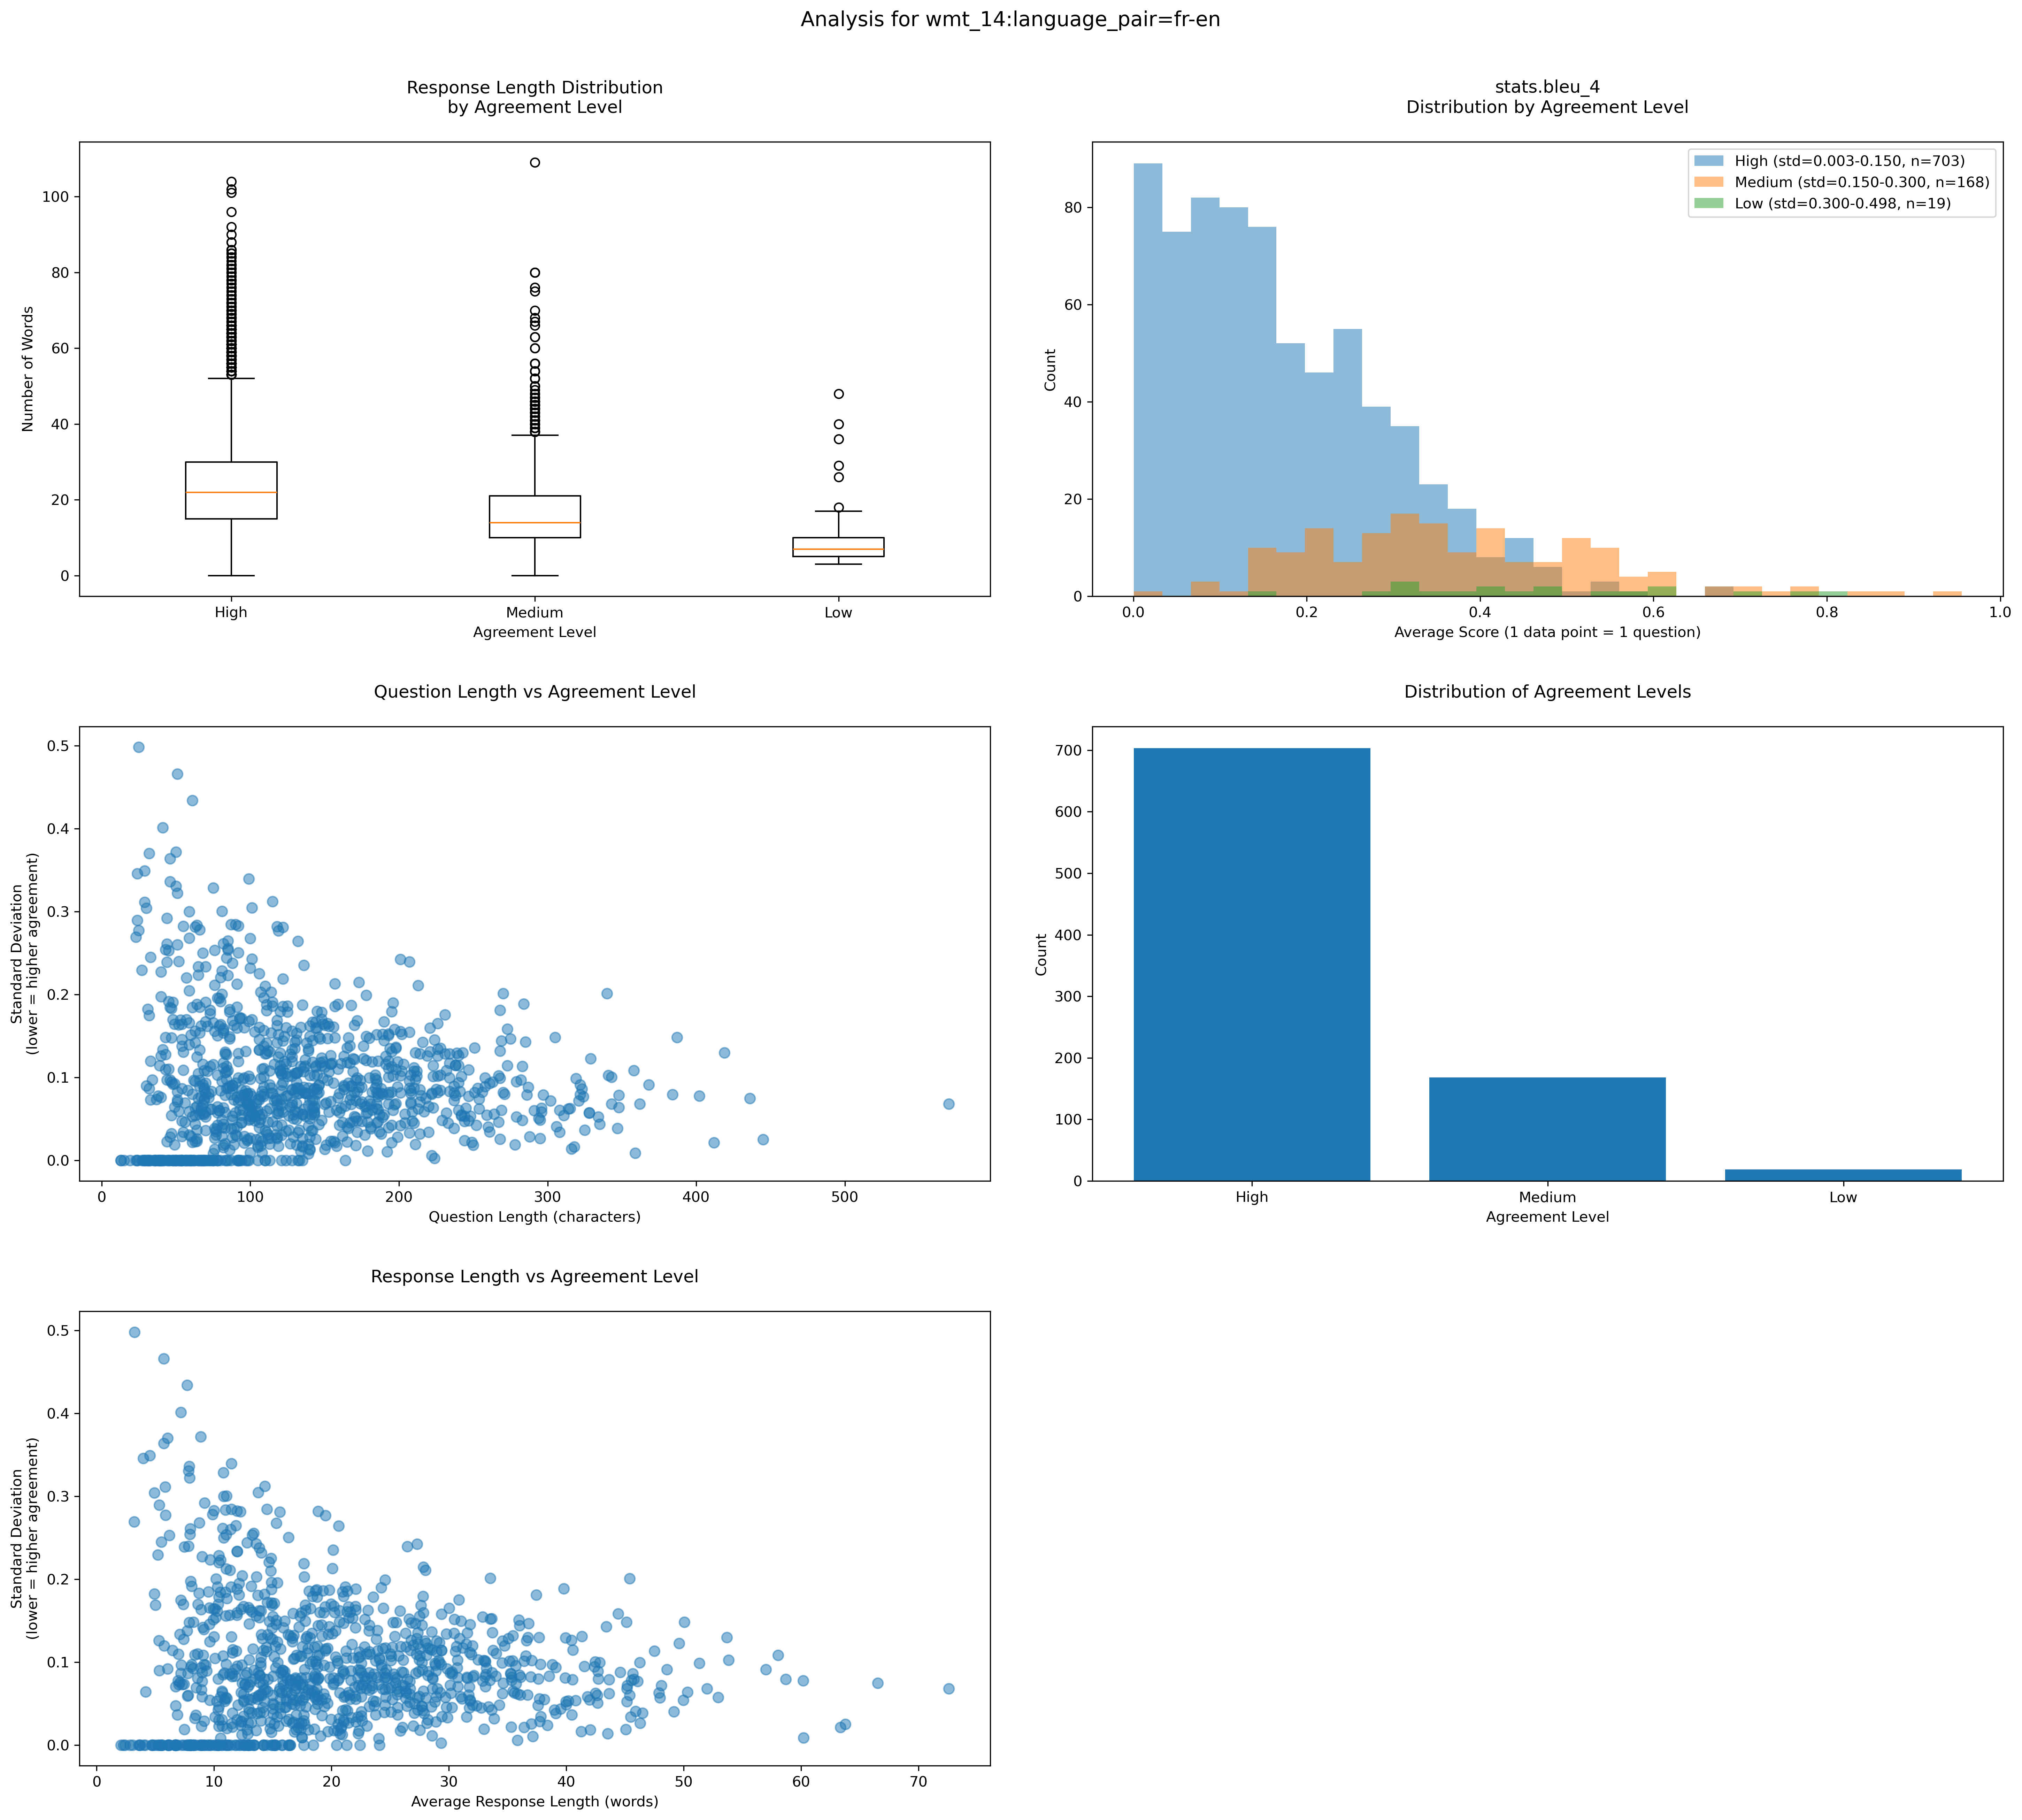 Analysis for wmt_14:language_pair=fr-en
Response Length Distribution
by Agreement Level
Number of Words
100
80
60
40
20
0
High
Medium
Low
Agreement Level
stats.bleu_4
Distribution by Agreement Level
High (std=0.003-0.150, n=703)
Medium (std=0.150-0.300, n=168)
Low (std=0.300-0.498, n=19)
Count
80
60
40
20
0
0.0
0.2
0.4
0.6
0.8
1.0
Average Score (1 data point = 1 question)
Question Length vs Agreement Level
Standard Deviation
(lower = higher agreement)
0.5
0.4
0.3
0.2
0.1
0.0
0
100
200
300
400
500
Question Length (characters)
Distribution of Agreement Levels
Count
700
600
500
400
300
200
100
0
High
Medium
Low
Agreement Level
Response Length vs Agreement Level
Standard Deviation
(lower = higher agreement)
0.5
0.4
0.3
0.2
0.1
0.0
0
10
20
30
40
50
60
70
Average Response Length (words)